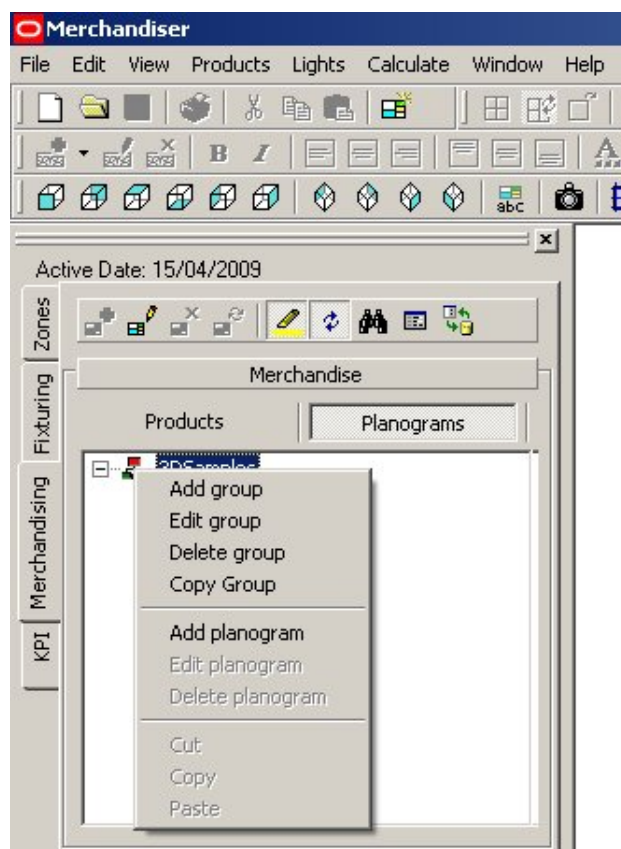 Merchandiser
File Edit View Products Lights Calculate Window Help
B I A
abc
Active Date: 15/04/2009
Zones
Fixturing
Merchandising
KPI
Merchandise
Products Planograms
3DSamples
Add group
Edit group
Delete group
Copy Group
Add planogram
Edit planogram
Delete planogram
Cut
Copy
Paste